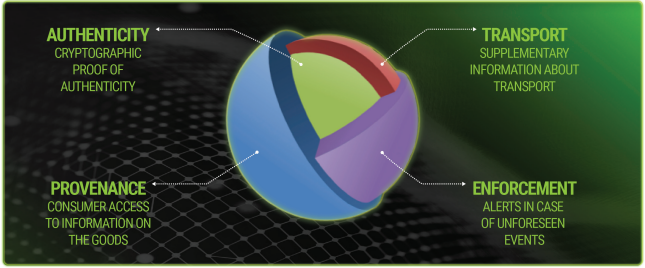 AUTHENTICITY
CRYPTOGRAPHIC
PROOF OF
AUTHENTICITY
TRANSPORT
SUPPLEMENTARY
INFORMATION ABOUT
TRANSPORT
PROVENANCE
CONSUMER ACCESS
TO INFORMATION ON
THE GOODS
ENFORCEMENT
ALERTS IN CASE
OF UNFORESEEN
EVENTS